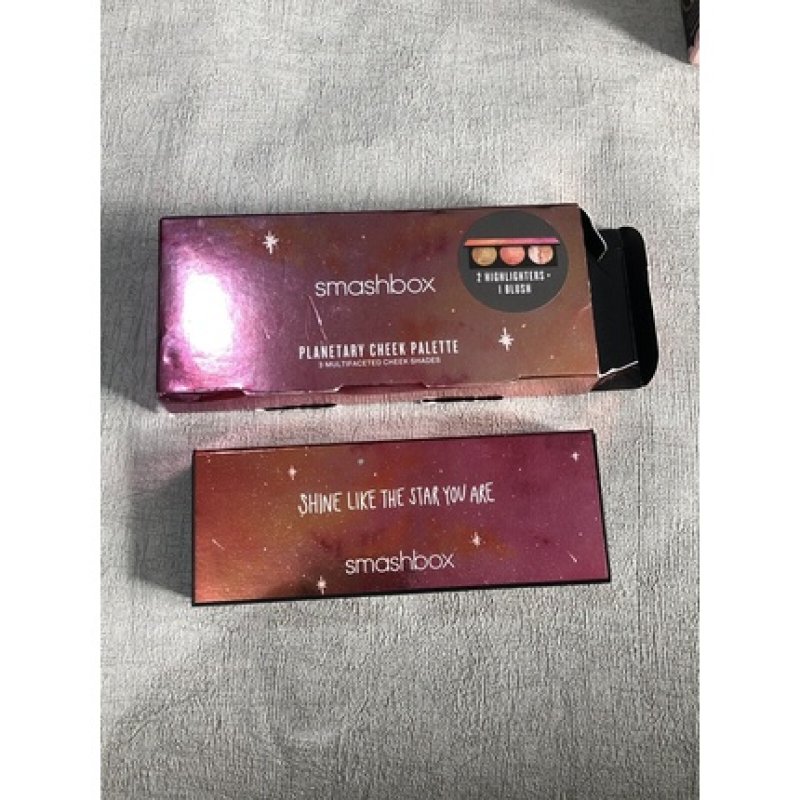 smashbox
2 HIGHLIGHTERS +
1 BLUSH
PLANETARY CHEEK PALETTE
3 MULTIFACETED CHEEK SHADES
SHINE LIKE THE STAR YOU ARE
smashbox